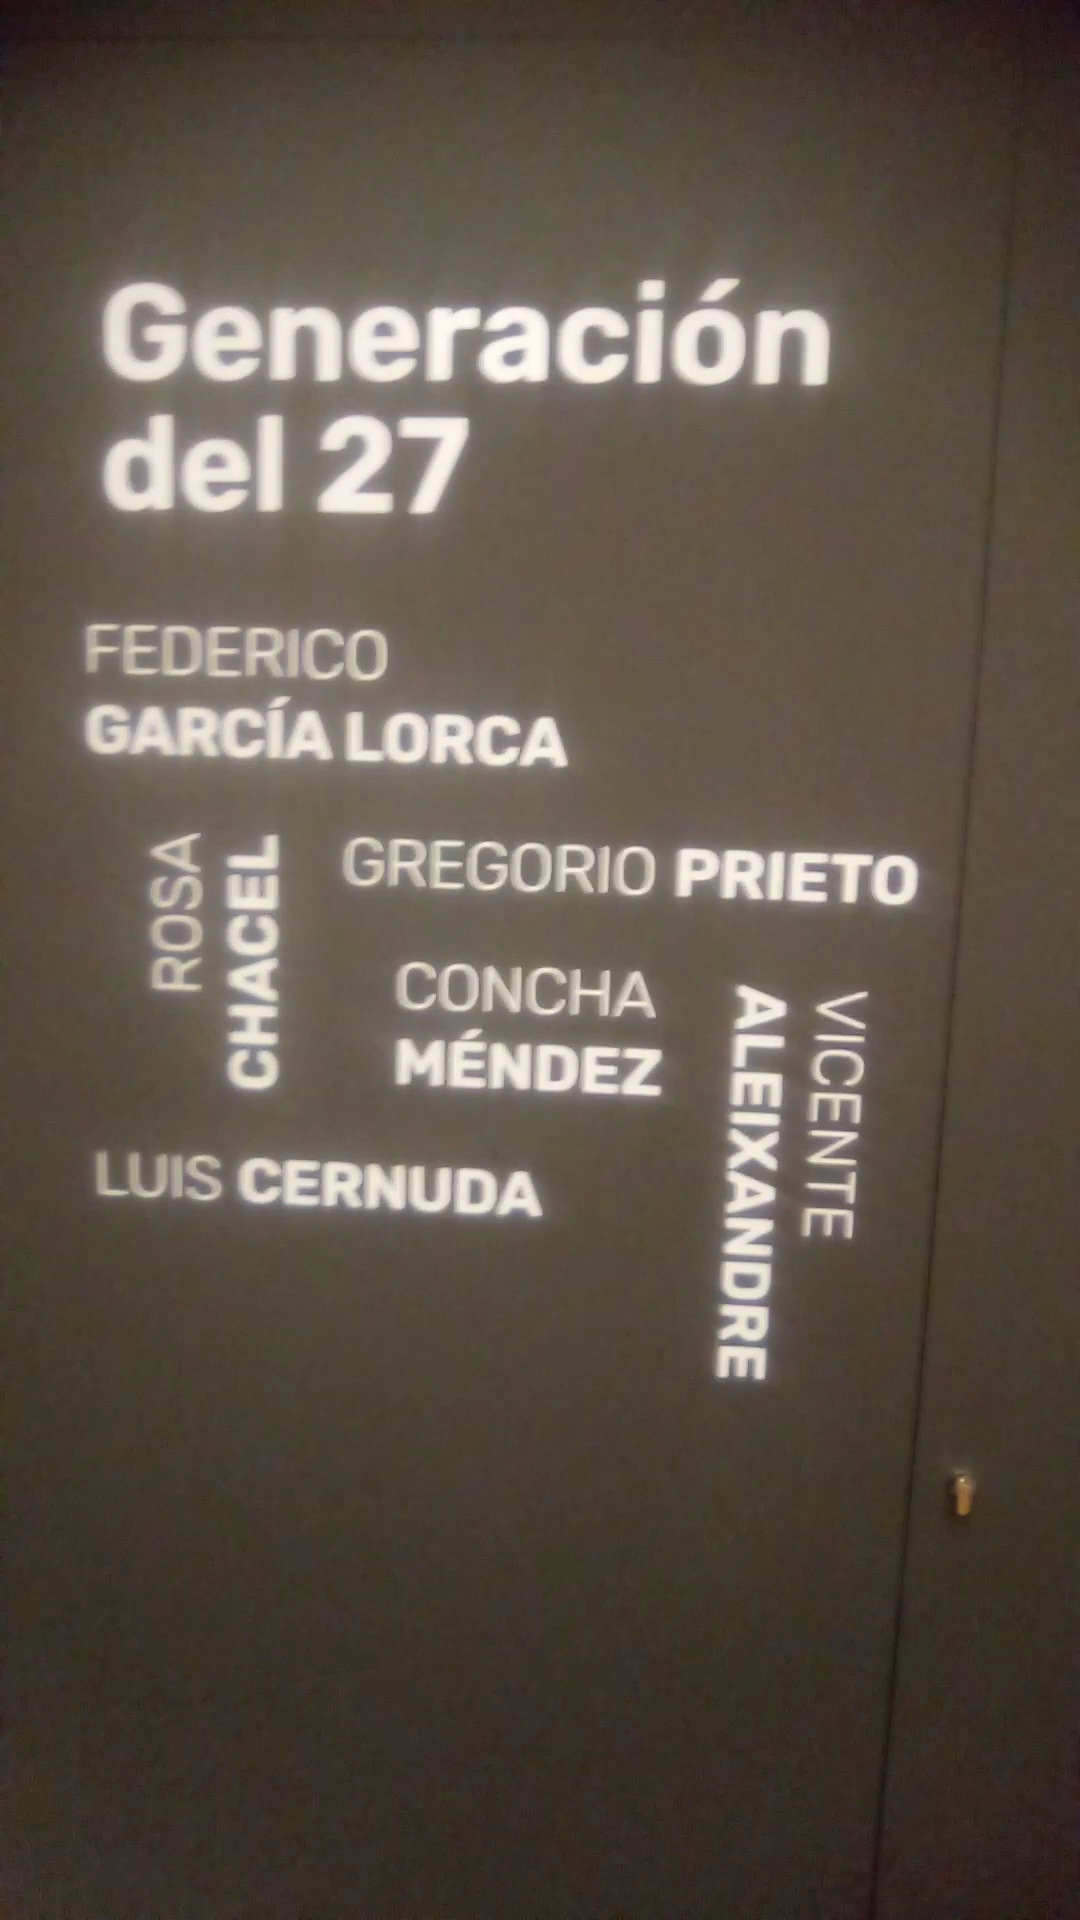 Generación
del 27
FEDERICO
GARCÍA LORCA
ROSA
CHACEL
GREGORIO PRIETO
CONCHA
MÉNDEZ
VICENTE
ALEIXANDRE
LUIS CERNUDA